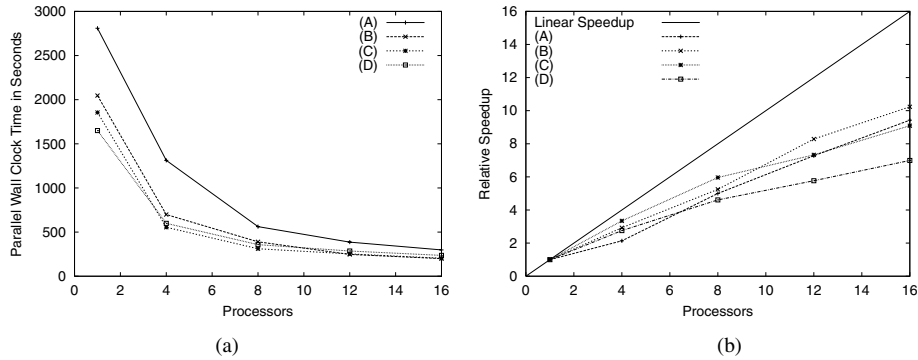 3000
2500
2000
1500
1000
500
0
0 2 4 6 8 10 12 14 16
Parallel Wall Clock Time in Seconds
Processors
(A)
(B)
(C)
(D)
(a)
16
14
12
10
8
6
4
2
0
0 2 4 6 8 10 12 14 16
Relative Speedup
Processors
Linear Speedup
(A)
(B)
(C)
(D)
(b)